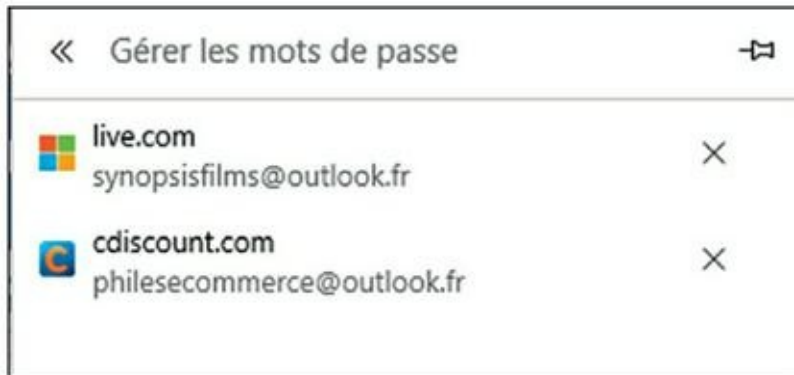 Gérer les mots de passe
live.com
synopsisfilms@outlook.fr
cdiscount.com
philesecommerce@outlook.fr